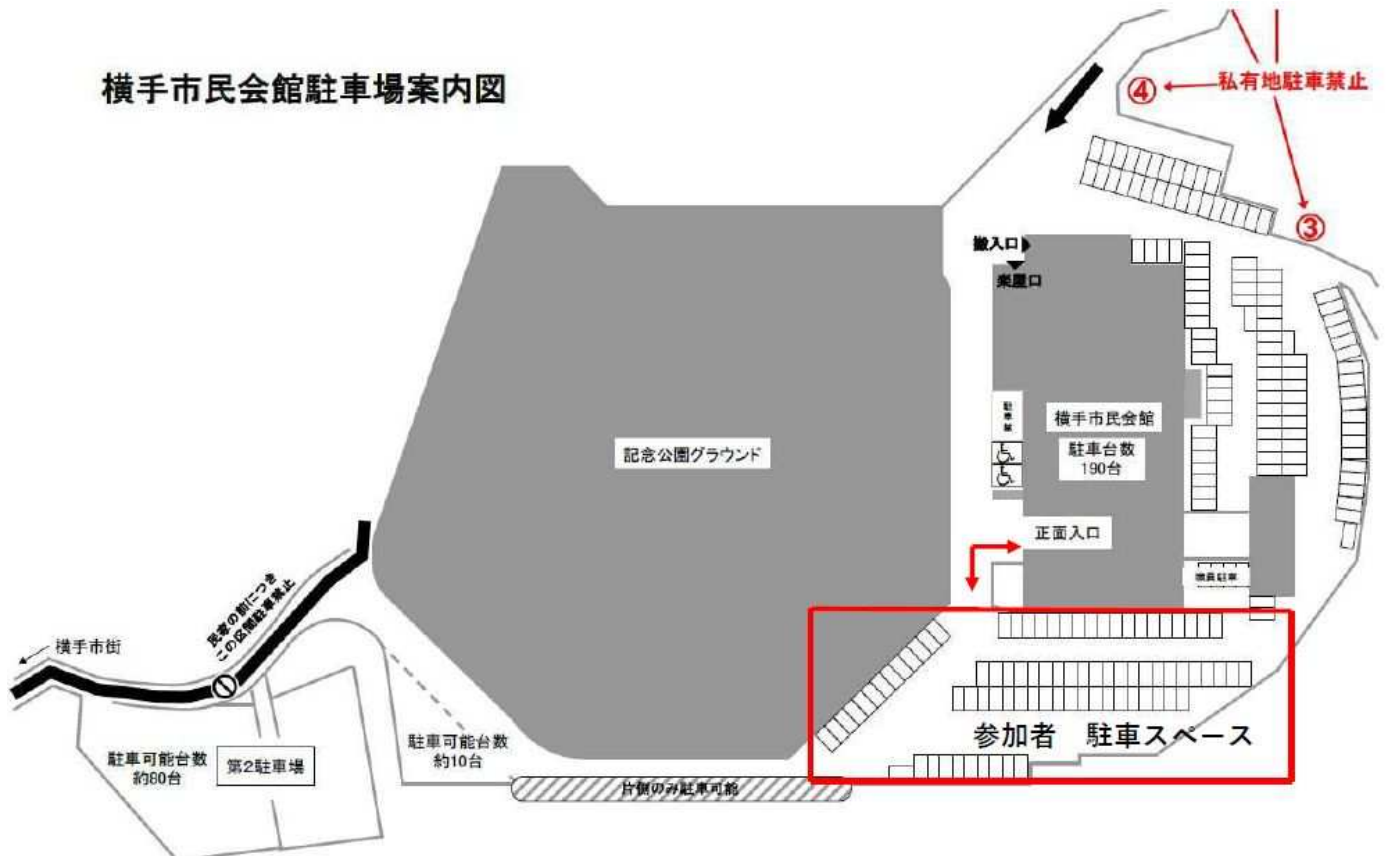 横手市民会館駐車場案内図
④
私有地駐車禁止
③
搬入口
楽屋口
駐車禁
横手市民会館
駐車台数
190台
記念公園グラウンド
正面入口
職員駐車
民家の前につき
この区間駐車禁止
横手市街
駐車可能台数
約80台
第2駐車場
駐車可能台数
約10台
片側のみ駐車可能
参加者 駐車スペース